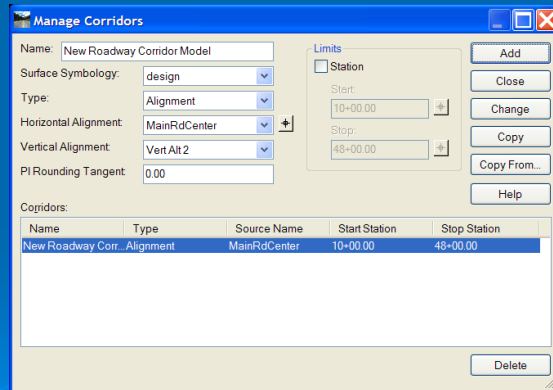 Manage Corridors
Name: New Roadway Corridor Model
Surface Symbology: design
Type: Alignment
Horizontal Alignment: MainRdCenter
Vertical Alignment: Vert Alt 2
PI Rounding Tangent: 0.00
Limits
Station
Start:
10+00.00
Stop:
48+00.00
Add
Close
Change
Copy
Copy From...
Help
Corridors:
Name Type Source Name Start Station Stop Station
New Roadway Corr... Alignment MainRdCenter 10+00.00 48+00.00
Delete